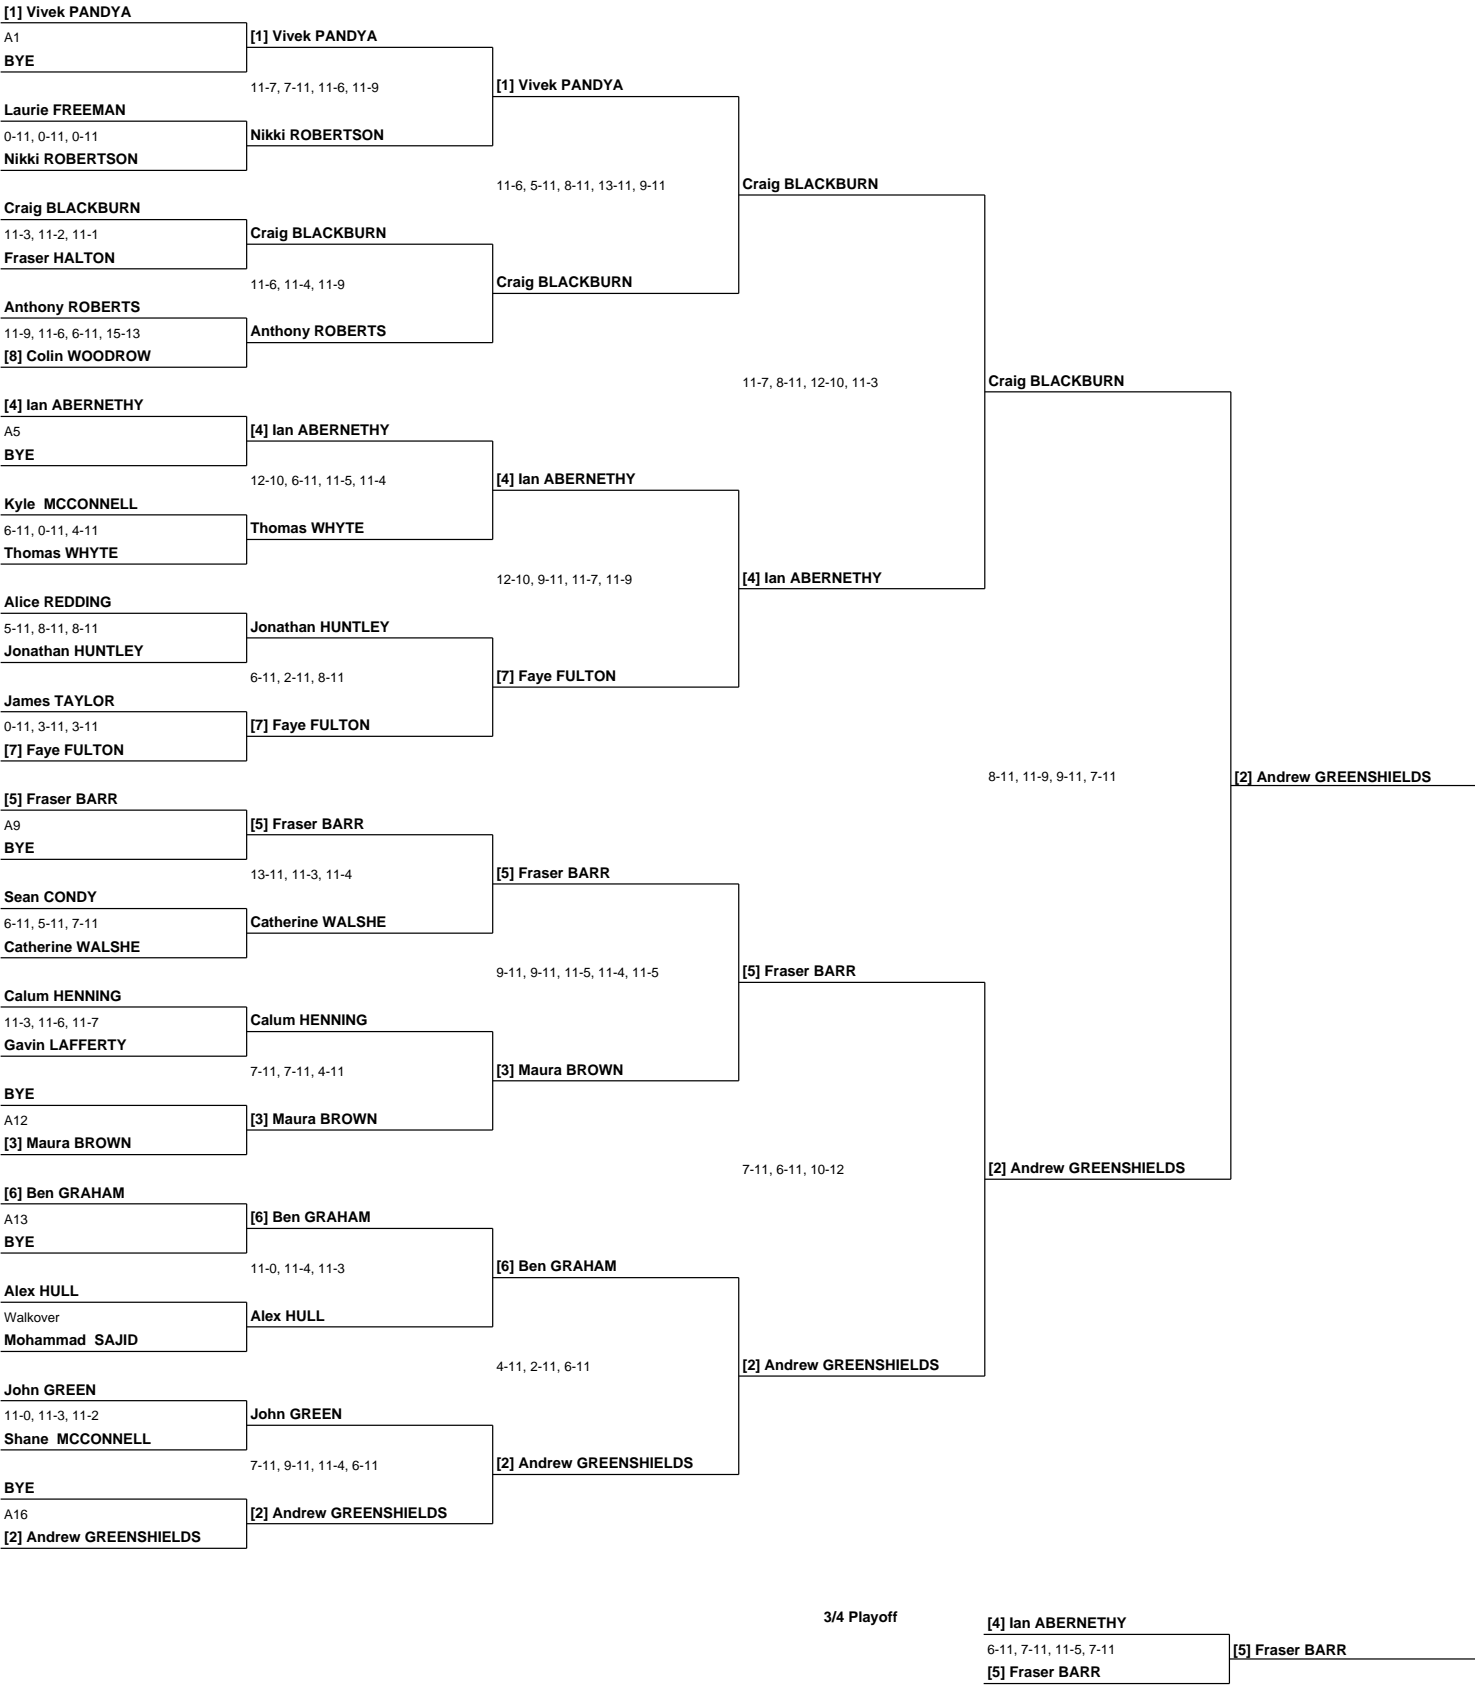 [1] Vivek PANDYA
A1
BYE
Laurie FREEMAN
0-11, 0-11, 0-11
Nikki ROBERTSON
Craig BLACKBURN
11-3, 11-2, 11-1
Fraser HALTON
Anthony ROBERTS
11-9, 11-6, 6-11, 15-13
[8] Colin WOODROW
[4] Ian ABERNETHY
A5
BYE
Kyle  MCCONNELL
6-11, 0-11, 4-11
Thomas WHYTE
Alice REDDING
5-11, 8-11, 8-11
Jonathan HUNTLEY
James TAYLOR
0-11, 3-11, 3-11
[7] Faye FULTON
[5] Fraser BARR
A9
BYE
Sean CONDY
6-11, 5-11, 7-11
Catherine WALSHE
Calum HENNING
11-3, 11-6, 11-7
Gavin LAFFERTY
BYE
A12
[3] Maura BROWN
[6] Ben GRAHAM
A13
BYE
Alex HULL
Walkover
Mohammad  SAJID
John GREEN
11-0, 11-3, 11-2
Shane  MCCONNELL
BYE
A16
[2] Andrew GREENSHIELDS
[1] Vivek PANDYA
11-7, 7-11, 11-6, 11-9
Nikki ROBERTSON
Craig BLACKBURN
11-6, 11-4, 11-9
Anthony ROBERTS
[4] Ian ABERNETHY
12-10, 6-11, 11-5, 11-4
Thomas WHYTE
Jonathan HUNTLEY
6-11, 2-11, 8-11
[7] Faye FULTON
[5] Fraser BARR
13-11, 11-3, 11-4
Catherine WALSHE
Calum HENNING
7-11, 7-11, 4-11
[3] Maura BROWN
[6] Ben GRAHAM
11-0, 11-4, 11-3
Alex HULL
John GREEN
7-11, 9-11, 11-4, 6-11
[2] Andrew GREENSHIELDS
[1] Vivek PANDYA
11-6, 5-11, 8-11, 13-11, 9-11
Craig BLACKBURN
[4] Ian ABERNETHY
12-10, 9-11, 11-7, 11-9
[7] Faye FULTON
[5] Fraser BARR
9-11, 9-11, 11-5, 11-4, 11-5
[3] Maura BROWN
[6] Ben GRAHAM
4-11, 2-11, 6-11
[2] Andrew GREENSHIELDS
Craig BLACKBURN
11-7, 8-11, 12-10, 11-3
[4] Ian ABERNETHY
[5] Fraser BARR
7-11, 6-11, 10-12
[2] Andrew GREENSHIELDS
Craig BLACKBURN
8-11, 11-9, 9-11, 7-11
[2] Andrew GREENSHIELDS
[2] Andrew GREENSHIELDS
3/4 Playoff
[4] Ian ABERNETHY
6-11, 7-11, 11-5, 7-11
[5] Fraser BARR
[5] Fraser BARR